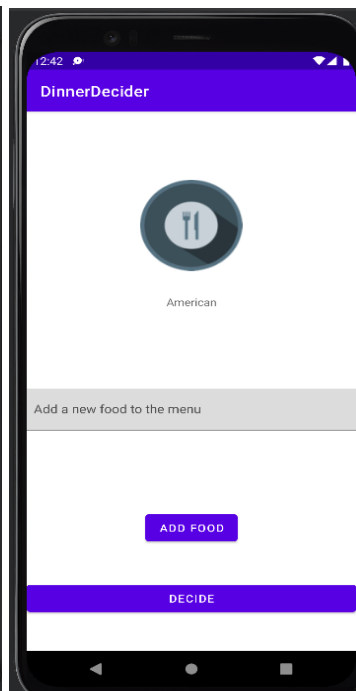 12:42
DinnerDecider
American
Add a new food to the menu
ADD FOOD
DECIDE